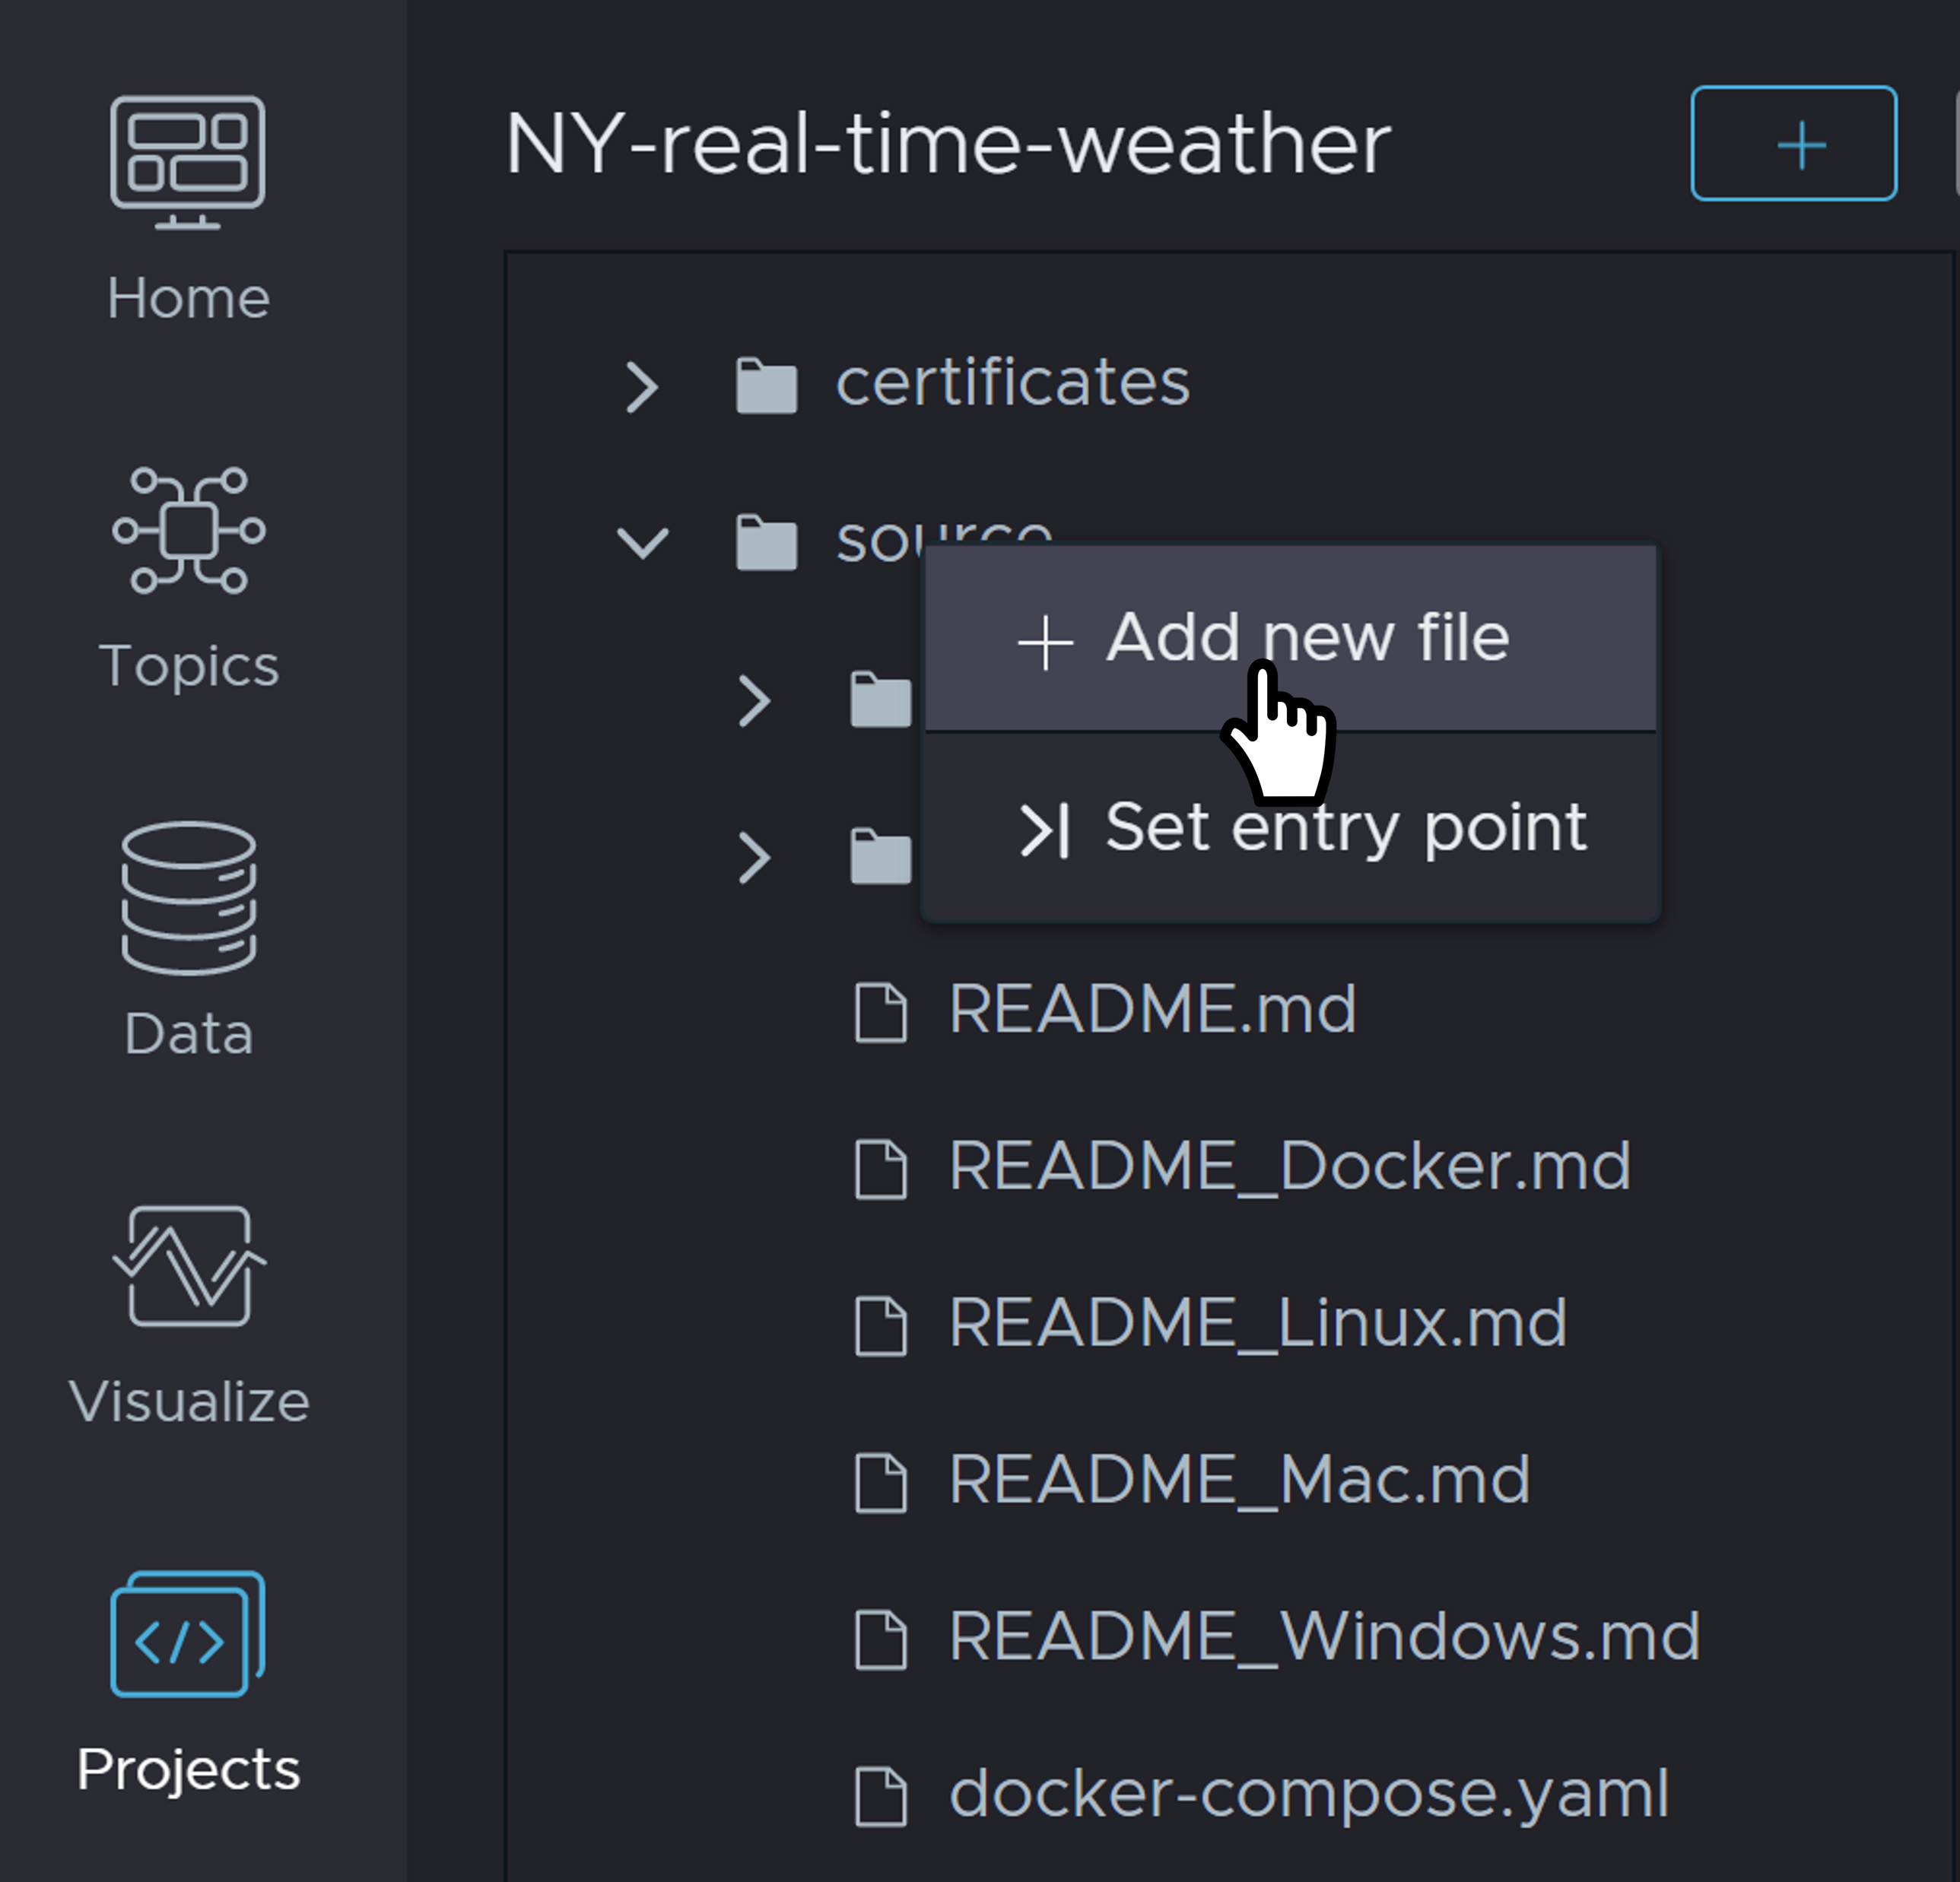 Home
Topics
Data
Visualize
Projects
NY-real-time-weather
certificates
source
Add new file
Set entry point
README.md
README_Docker.md
README_Linux.md
README_Mac.md
README_Windows.md
docker-compose.yaml